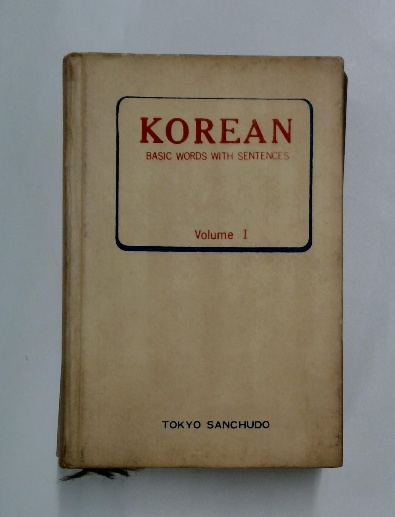 KOREAN
BASIC WORDS WITH SENTENCES
Volume I
TOKYO SANCHUDO